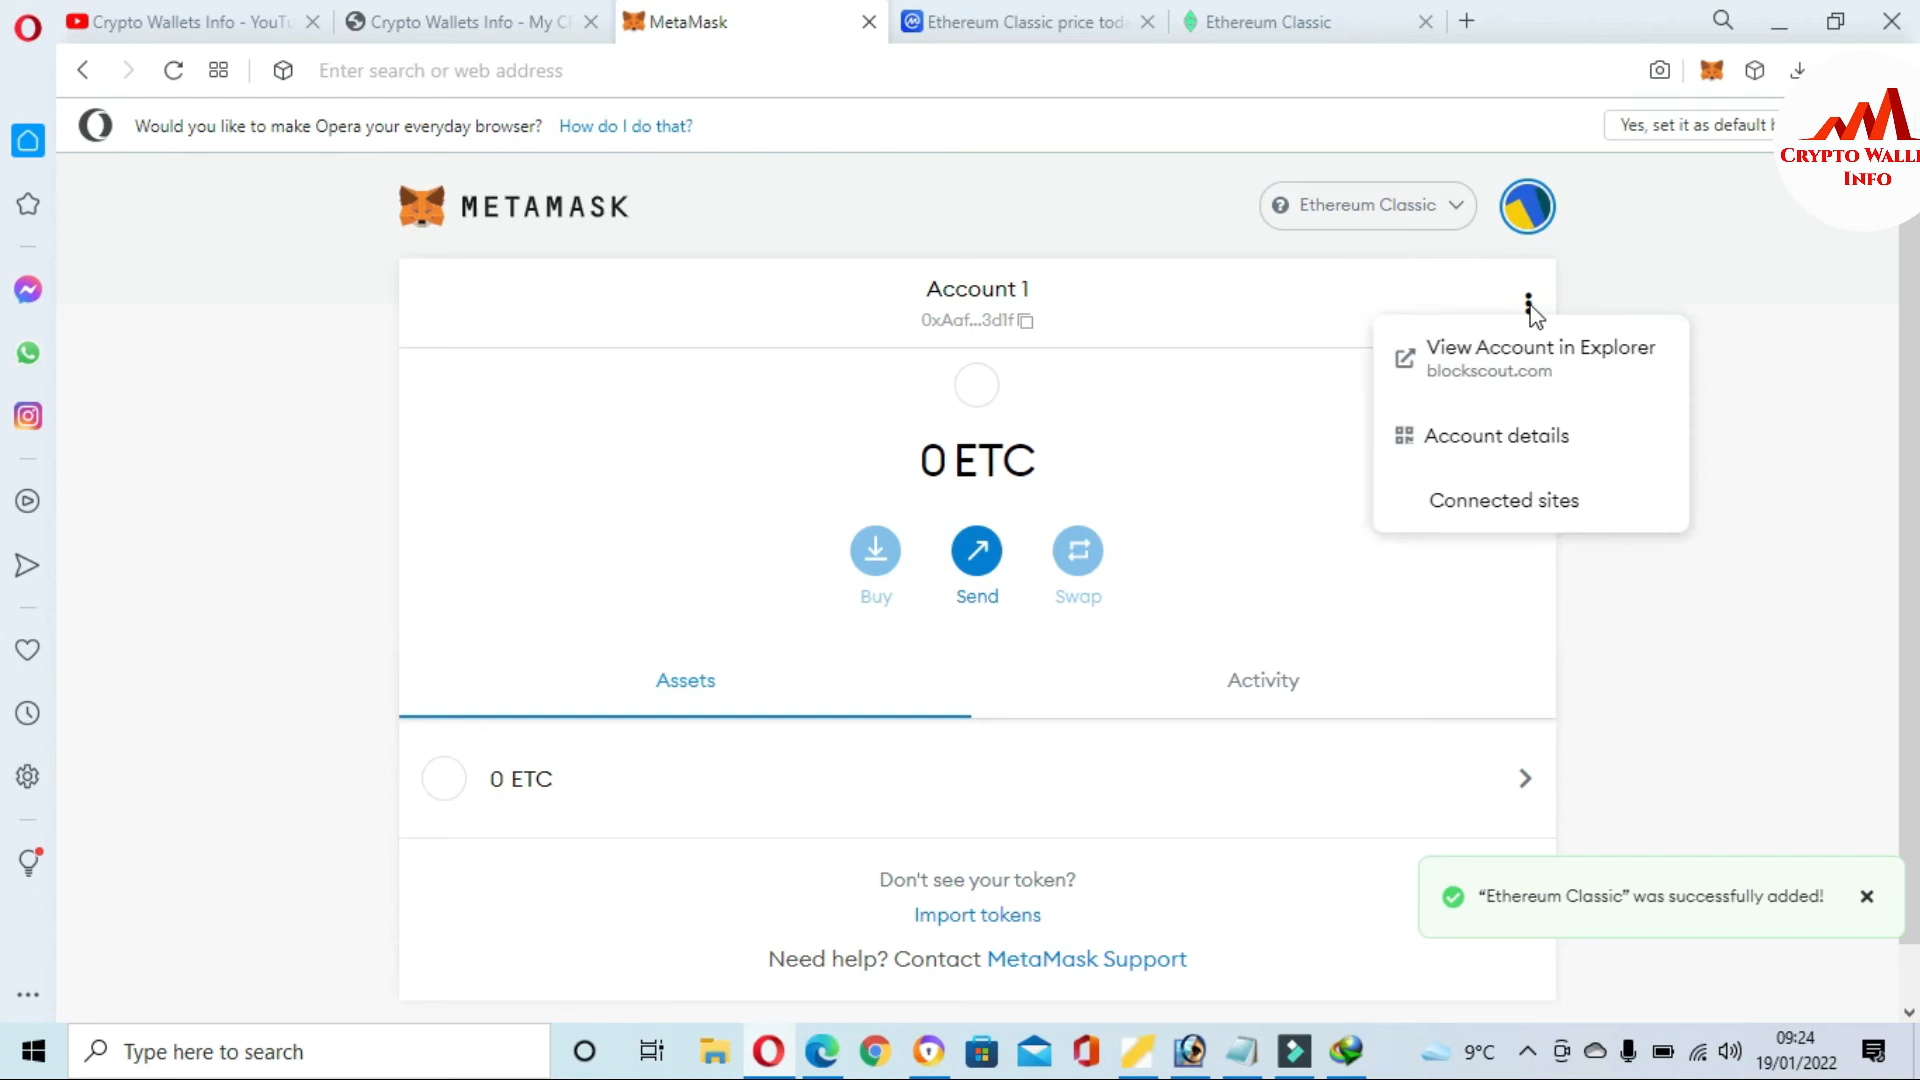 Crypto Wallets Info - YouTu
Crypto Wallets Info - My C
MetaMask
Ethereum Classic price toda
Ethereum Classic
Enter search or web address
Would you like to make Opera your everyday browser? How do I do that?
Yes, set it as default b
CRYPTO WALLE
INFO
METAMASK
Ethereum Classic
Account 1
0xAaf...3d1f
View Account in Explorer
blockscout.com
Account details
Connected sites
0 ETC
Buy
Send
Swap
Assets
Activity
0 ETC
Don't see your token?
Import tokens
Need help? Contact MetaMask Support
“Ethereum Classic” was successfully added!
Type here to search
9°C
09:24
19/01/2022